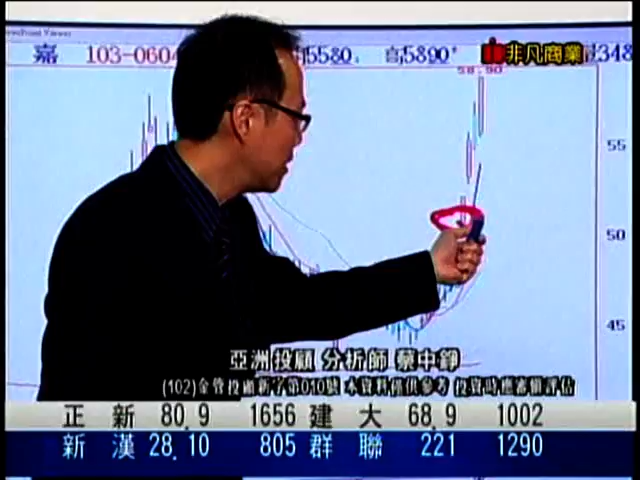 嘉 103-0604 5580 高5890 348
非凡商業
58.90
55
50
45
亞洲投顧 分析師 蔡中錚
(102)金管投顧新字第010號 本資料僅供參考 投資時應審慎評估
正新 80.9 1656 建大 68.9 1002
新漢 28.10 805 群聯 221 1290